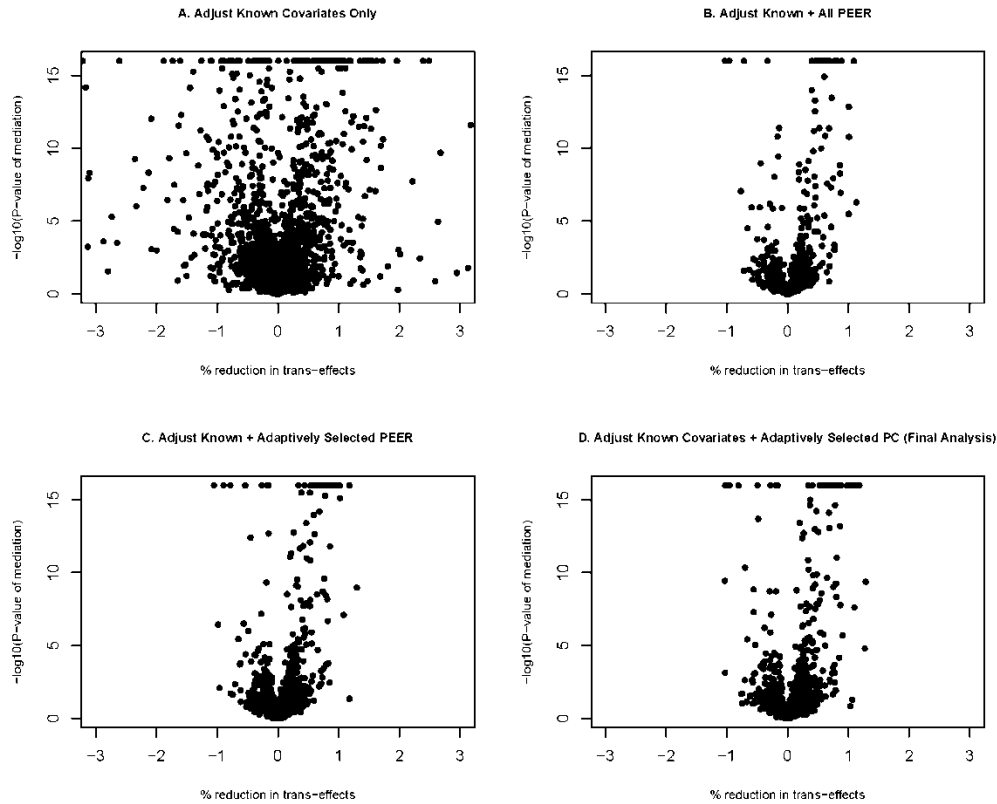 A. Adjust Known Covariates Only
−log10(P−value of mediation)
15
10
5
0
−3 −2 −1 0 1 2 3
% reduction in trans−effects
B. Adjust Known + All PEER
−log10(P−value of mediation)
15
10
5
0
−3 −2 −1 0 1 2 3
% reduction in trans−effects
C. Adjust Known + Adaptively Selected PEER
−log10(P−value of mediation)
15
10
5
0
−3 −2 −1 0 1 2 3
% reduction in trans−effects
D. Adjust Known Covariates + Adaptively Selected PC (Final Analysis)
−log10(P−value of mediation)
15
10
5
0
−3 −2 −1 0 1 2 3
% reduction in trans−effects